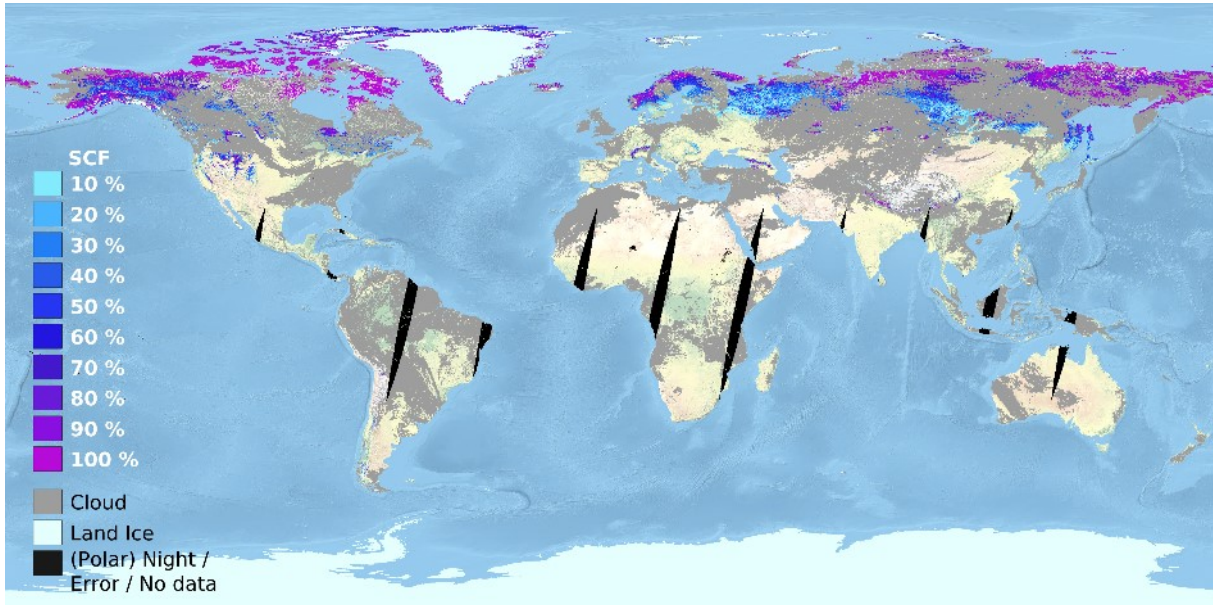 SCF
10 %
20 %
30 %
40 %
50 %
60 %
70 %
80 %
90 %
100 %
Cloud
Land Ice
(Polar) Night /
Error / No data